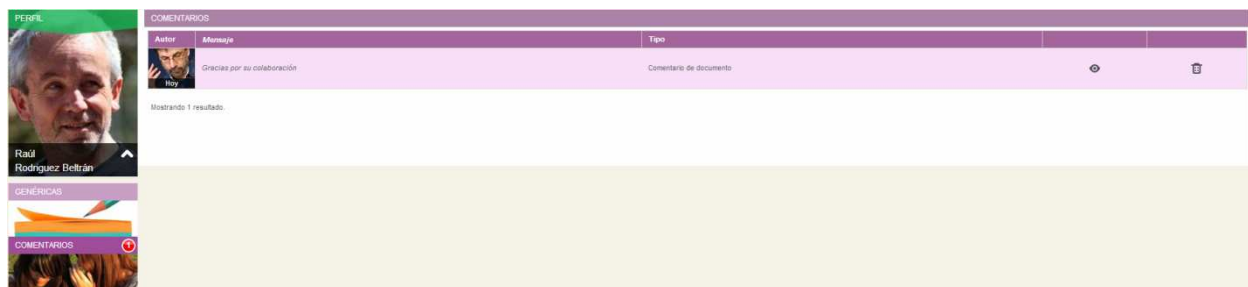 PERFIL
Raúl
Rodriguez Beltrán
GENÉRICAS
COMENTARIOS
1
COMENTARIOS
Autor Mensaje Tipo
Hoy Gracias por su colaboración Comentario de documento
Mostrando 1 resultado.